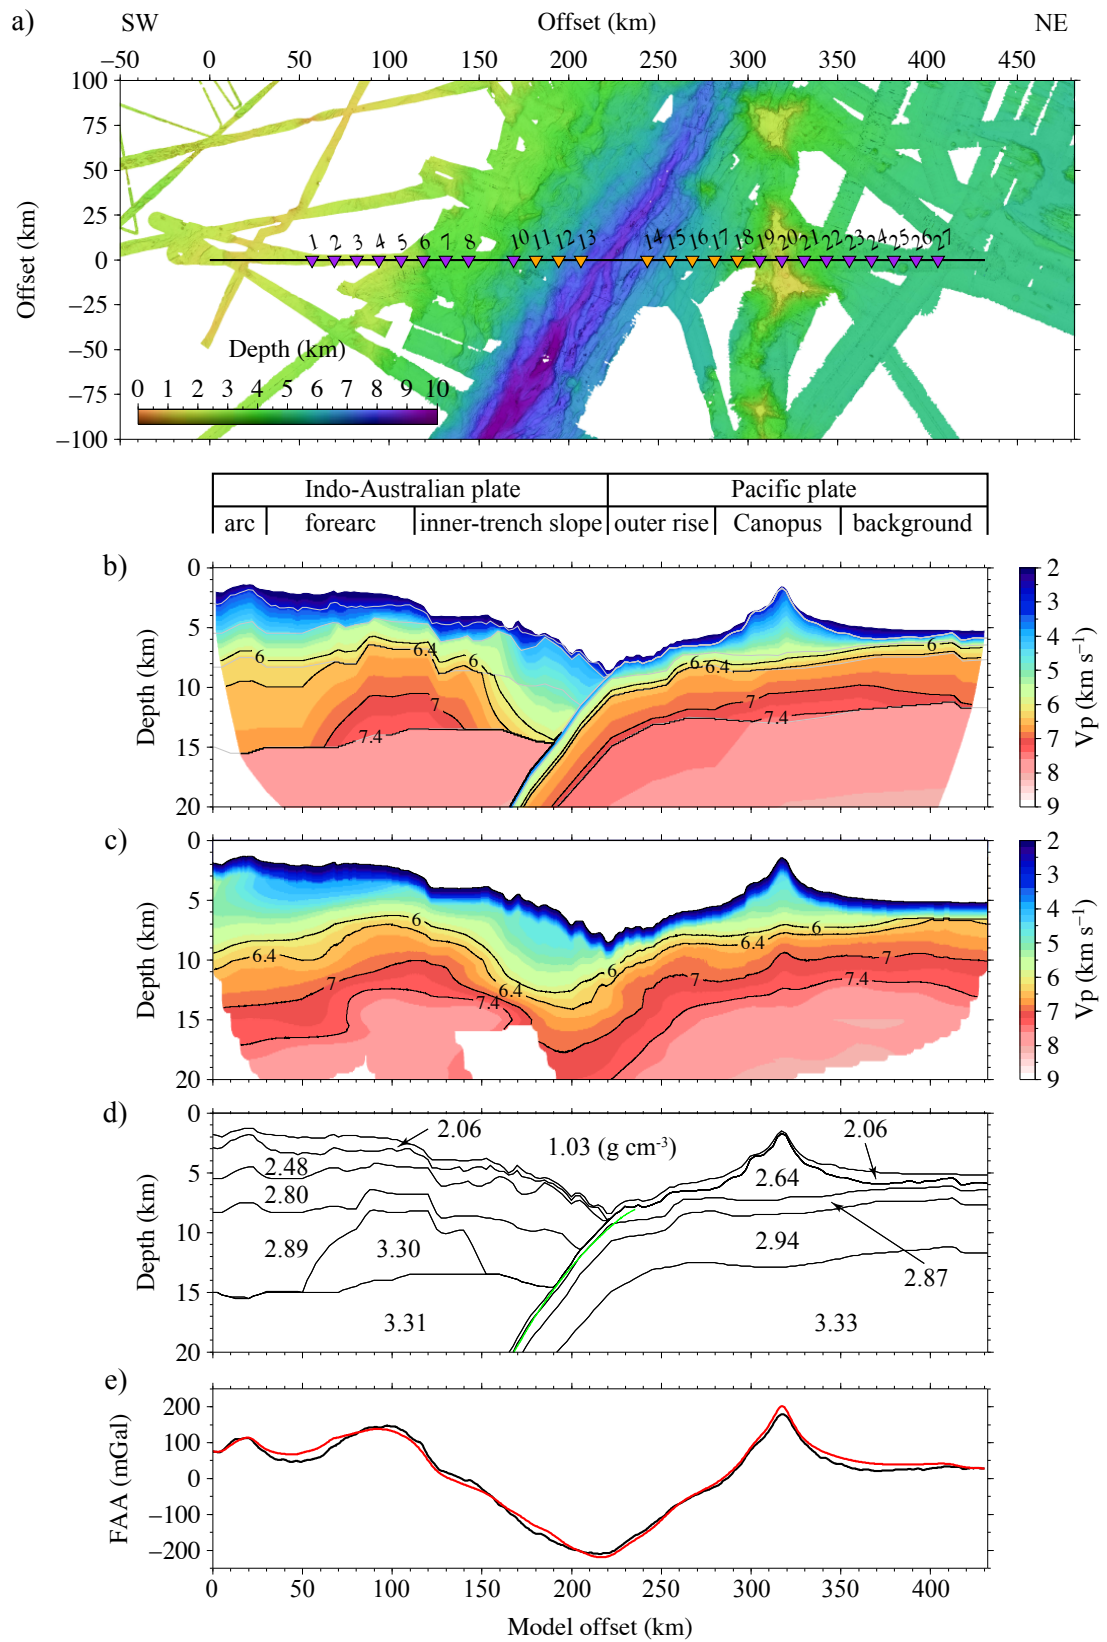 a)
SW
Offset (km)
NE
−50 0 50 100 150 200 250 300 350 400 450
100
75
50
25
0
−25
−50
−75
−100
Offset (km)
1 2 3 4 5 6 7 8 10 11 12 13 14 15 16 17 18 19 20 21 22 23 24 25 26 27
Depth (km)
0 1 2 3 4 5 6 7 8 9 10
Indo-Australian plate Pacific plate
arc forearc inner-trench slope outer rise Canopus background
b)
0
5
10
15
20
Depth (km)
6 6.4 6 7 7.4 6 6.4 6 7 7.4
2
3
4
5
6
7
8
9
Vp (km s⁻¹)
c)
0
5
10
15
20
Depth (km)
6 6.4 7 6.4 7.4 6 6.4 6 7 7 7.4
2
3
4
5
6
7
8
9
Vp (km s⁻¹)
d)
0
5
10
15
20
Depth (km)
2.06 1.03 (g cm⁻³) 2.06
2.48 2.64
2.80
2.89 3.30 2.94
2.87
3.31 3.33
e)
200
100
0
−100
−200
FAA (mGal)
0 50 100 150 200 250 300 350 400
Model offset (km)